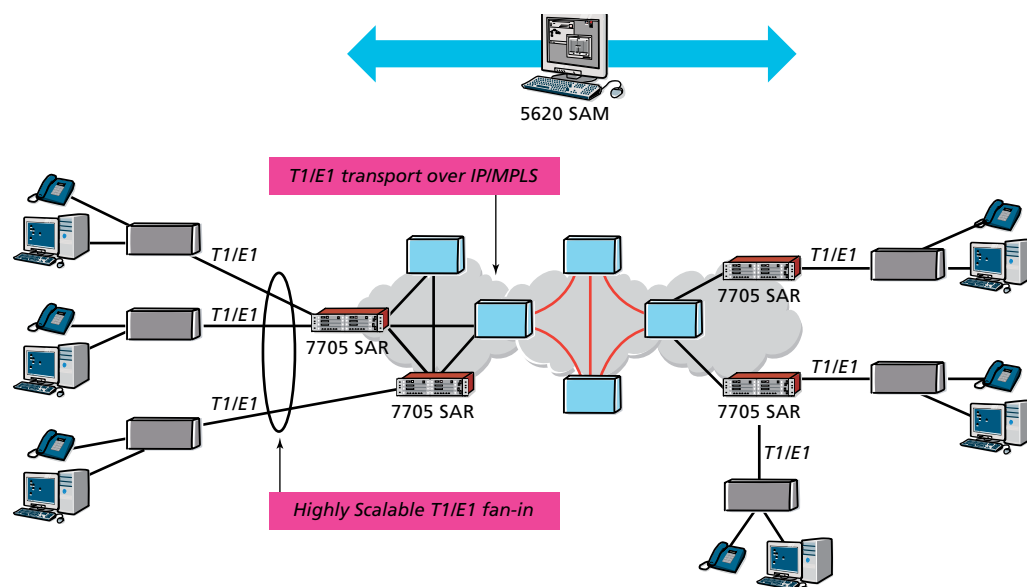 5620 SAM
T1/E1 transport over IP/MPLS
T1/E1
T1/E1
T1/E1
7705 SAR
7705 SAR
7705 SAR
T1/E1
T1/E1
7705 SAR
T1/E1
Highly Scalable T1/E1 fan-in